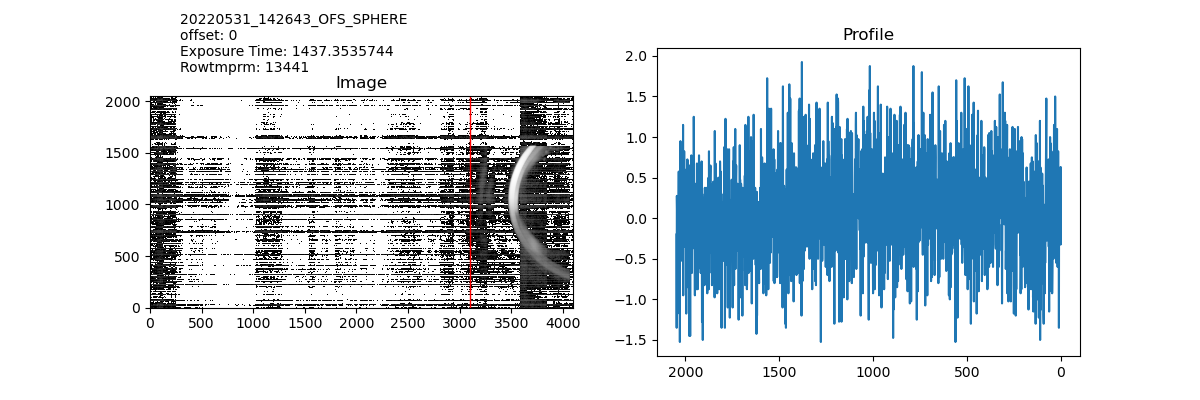 20220531_142643_OFS_SPHERE
offset: 0
Exposure Time: 1437.3535744
Rowtmprm: 13441
Image
2000
1500
1000
500
0
0 500 1000 1500 2000 2500 3000 3500 4000
Profile
2.0
1.5
1.0
0.5
0.0
−0.5
−1.0
−1.5
2000 1500 1000 500 0